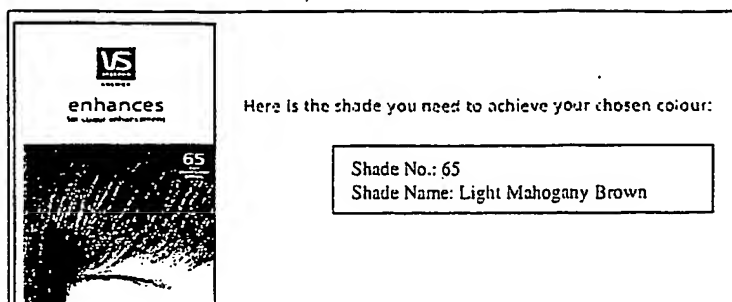 VS
enhances
65
Here is the shade you need to achieve your chosen colour:
Shade No.: 65
Shade Name: Light Mahogany Brown